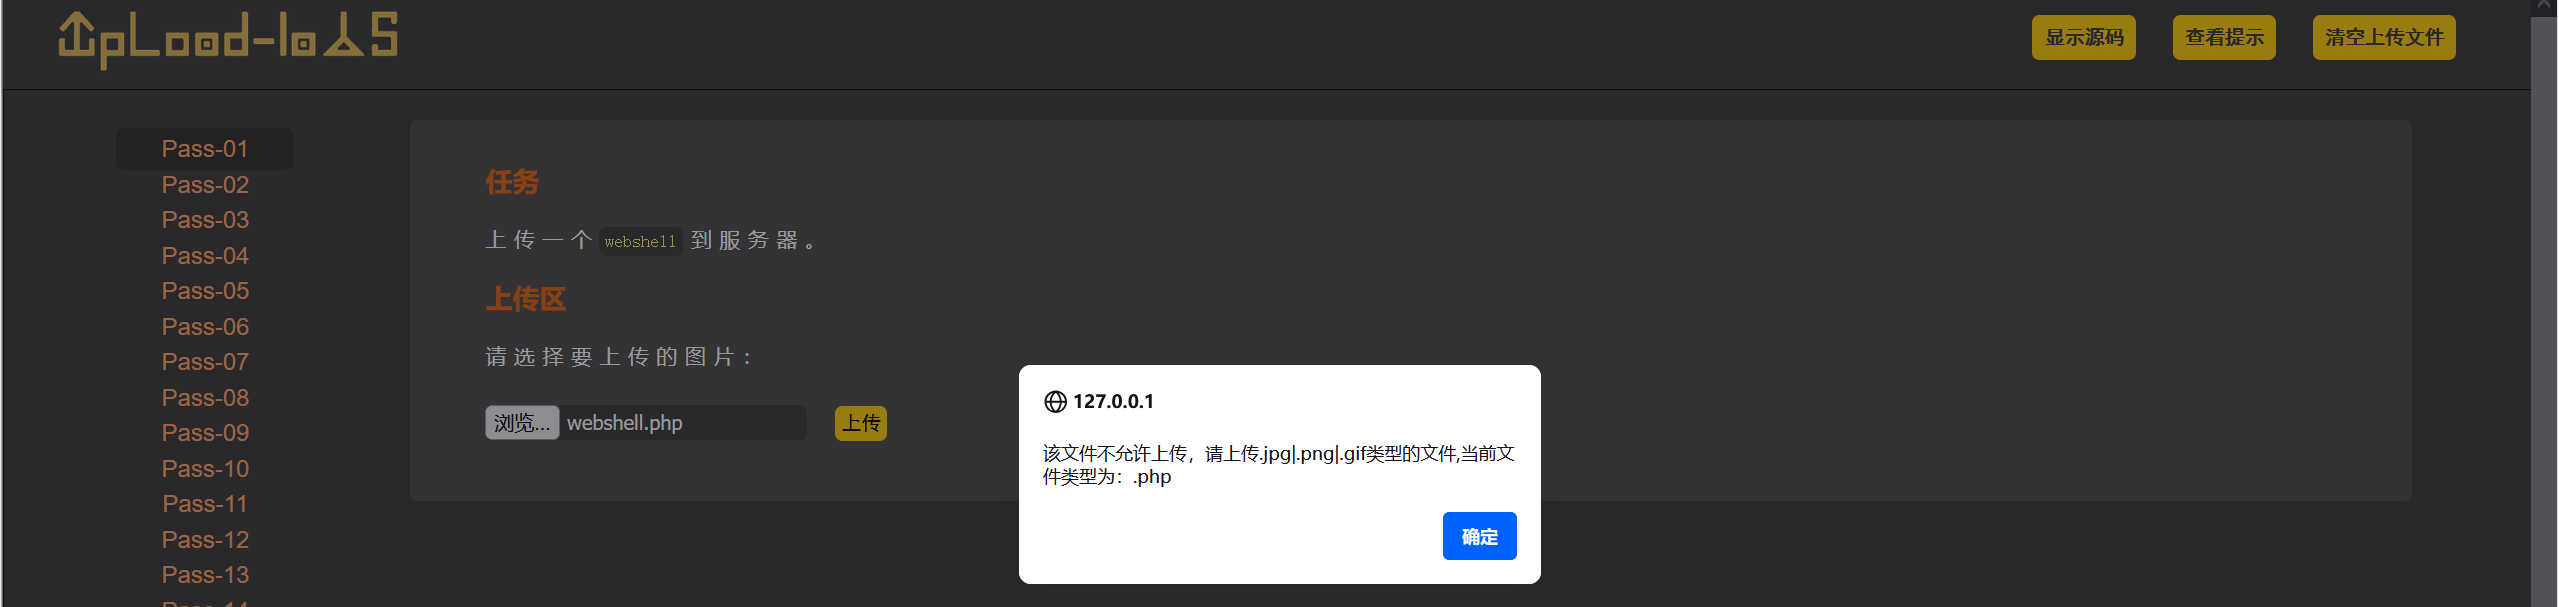 UpLoad-labs
显示源码 查看提示 清空上传文件
Pass-01
Pass-02
Pass-03
Pass-04
Pass-05
Pass-06
Pass-07
Pass-08
Pass-09
Pass-10
Pass-11
Pass-12
Pass-13
Pass-14
任务
上传一个 webshell 到服务器。
上传区
请选择要上传的图片：
浏览... webshell.php 上传
127.0.0.1
该文件不允许上传，请上传.jpg|.png|.gif类型的文件,当前文
件类型为：.php
确定